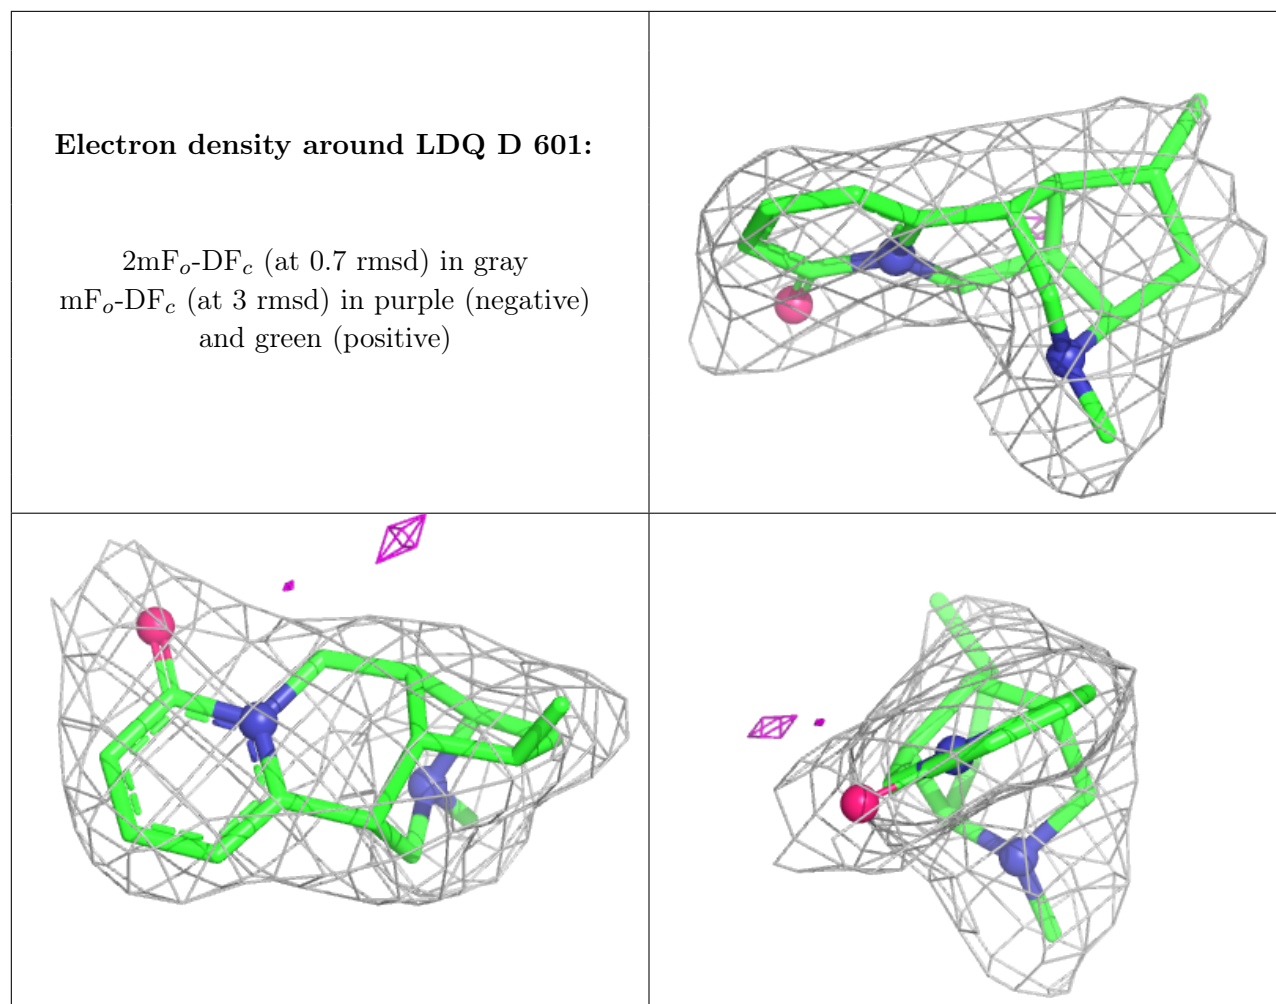 Electron density around LDQ D 601:
2mFo-DFc (at 0.7 rmsd) in gray
mFo-DFc (at 3 rmsd) in purple (negative)
and green (positive)